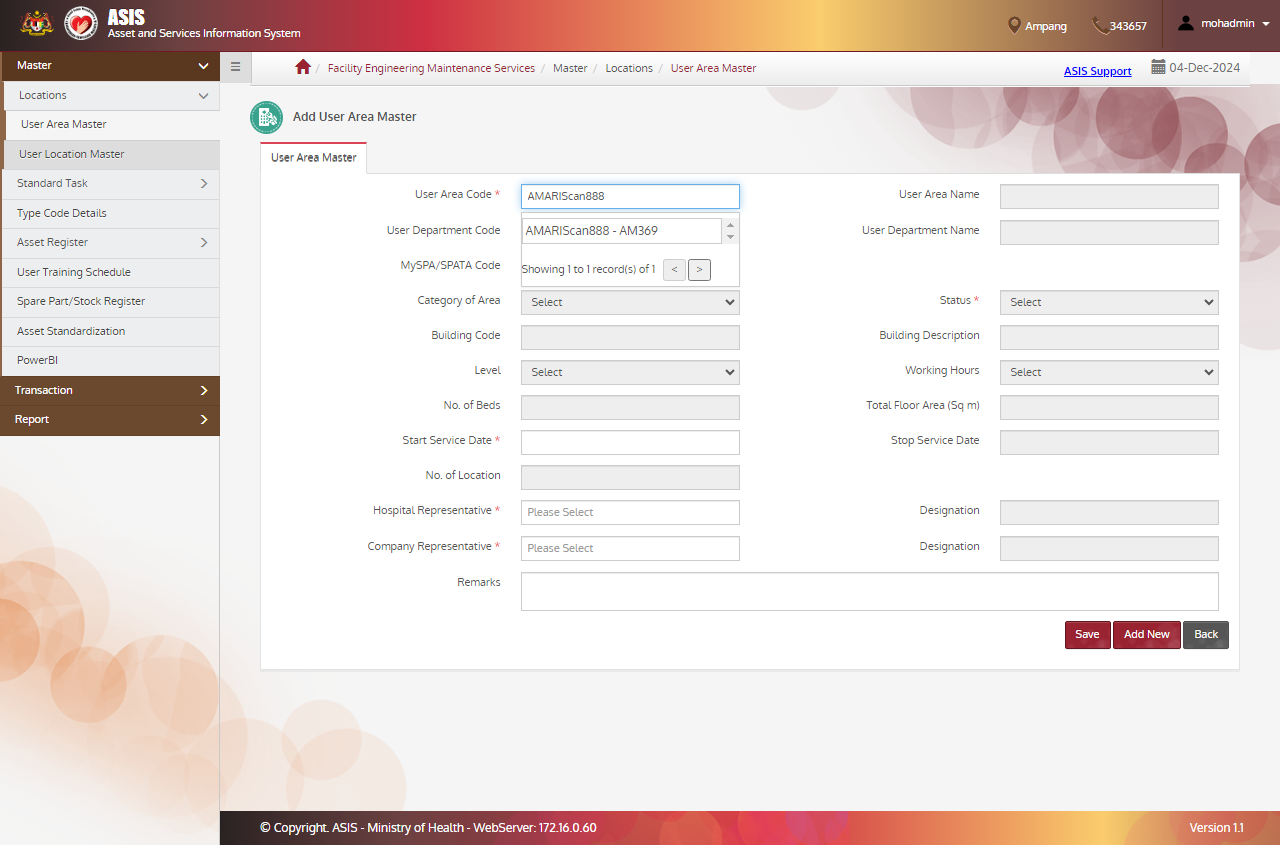 ASIS
Asset and Services Information System
Ampang
343657
mohadmin
Master
Locations
User Area Master
User Location Master
Standard Task
Type Code Details
Asset Register
User Training Schedule
Spare Part/Stock Register
Asset Standardization
PowerBI
Transaction
Report
/ Facility Engineering Maintenance Services / Master / Locations / User Area Master
ASIS Support
04-Dec-2024
Add User Area Master
User Area Master
User Area Code * AMARIScan888 User Area Name
User Department Code AMARIScan888 - AM369 User Department Name
MySPA/SPATA Code Showing 1 to 1 record(s) of 1 < >
Category of Area Select Status * Select
Building Code Building Description
Level Select Working Hours Select
No. of Beds Total Floor Area (Sq m)
Start Service Date * Stop Service Date
No. of Location
Hospital Representative * Please Select Designation
Company Representative * Please Select Designation
Remarks
Save Add New Back
© Copyright. ASIS - Ministry of Health - WebServer: 172.16.0.60
Version 1.1